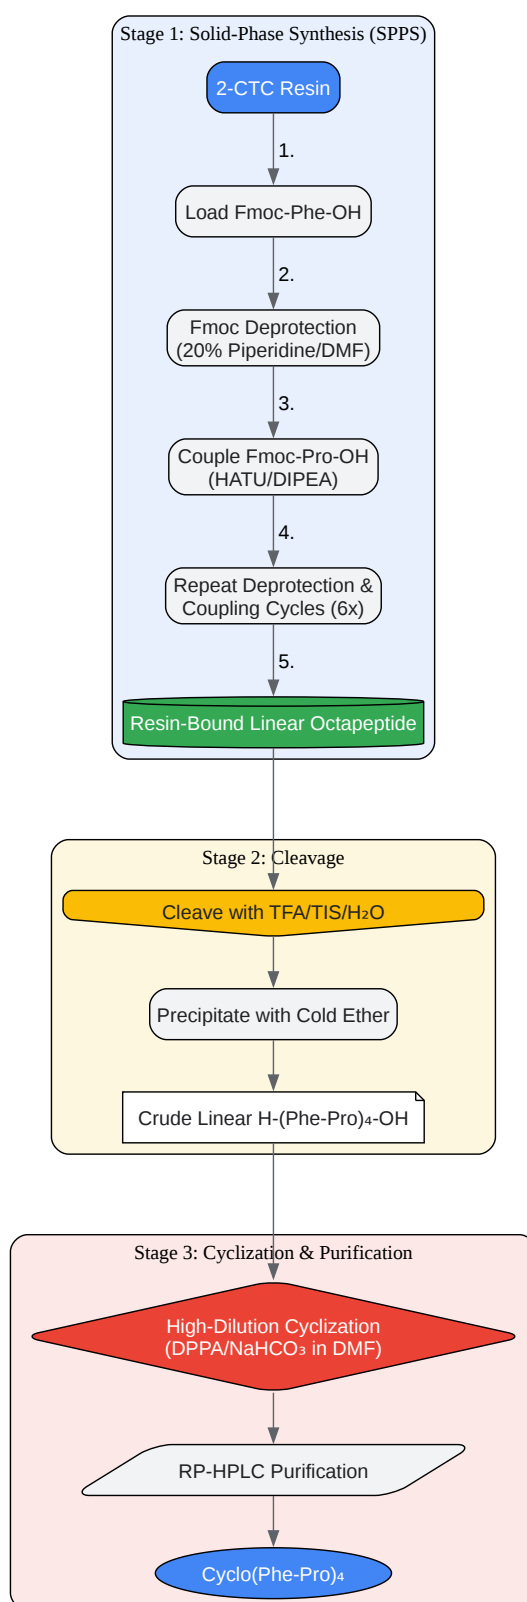 Stage 1: Solid-Phase Synthesis (SPPS)
2-CTC Resin
1.
Load Fmoc-Phe-OH
2.
Fmoc Deprotection
(20% Piperidine/DMF)
3.
Couple Fmoc-Pro-OH
(HATU/DIPEA)
4.
Repeat Deprotection &
Coupling Cycles (6x)
5.
Resin-Bound Linear Octapeptide
Stage 2: Cleavage
Cleave with TFA/TIS/H₂O
Precipitate with Cold Ether
Crude Linear H-(Phe-Pro)₄-OH
Stage 3: Cyclization & Purification
High-Dilution Cyclization
(DPPA/NaHCO₃ in DMF)
RP-HPLC Purification
Cyclo(Phe-Pro)₄